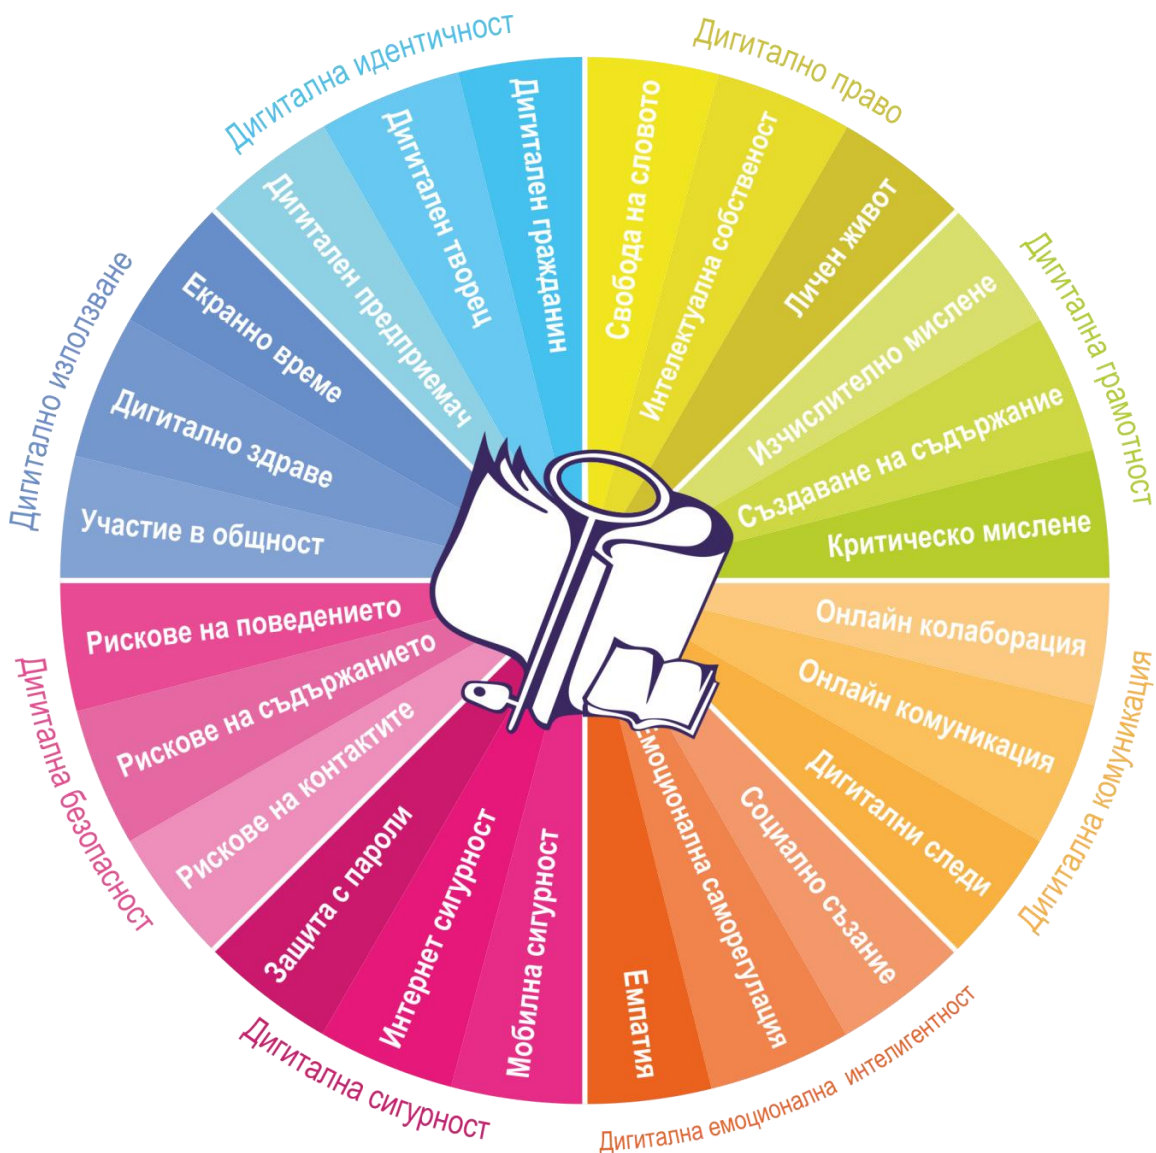 Дигитална идентичност
Дигитален предприемач
Дигитален творец
Дигитален гражданин
Дигитално право
Свобода на словото
Интелектуална собственост
Личен живот
Дигитална грамотност
Изчислително мислене
Създаване на съдържание
Критическо мислене
Дигитална комуникация
Онлайн колаборация
Онлайн комуникация
Дигитални следи
Дигитална емоционална интелигентност
Социално съзание
Емоционална саморегулация
Емпатия
Дигитална сигурност
Мобилна сигурност
Интернет сигурност
Защита с пароли
Дигитална безопасност
Рискове на контактите
Рискове на съдържанието
Рискове на поведението
Дигитално използване
Участие в общност
Дигитално здраве
Екранно време